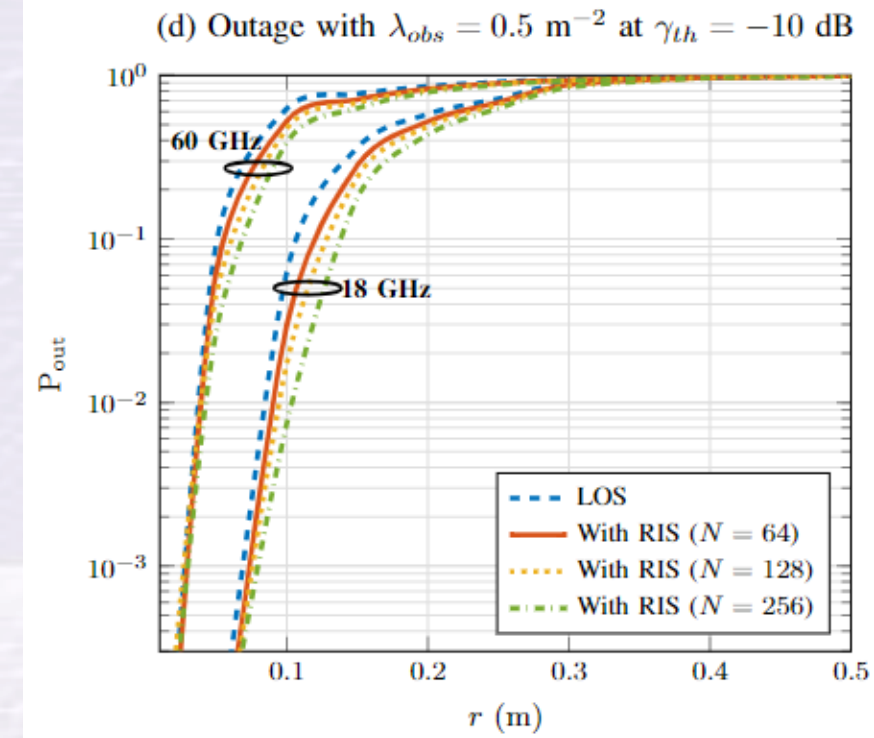 (d) Outage with λ_obs = 0.5 m⁻² at γ_th = −10 dB
10⁰
60 GHz
10⁻¹
18 GHz
P_out
10⁻²
LOS
With RIS (N = 64)
10⁻³
With RIS (N = 128)
With RIS (N = 256)
0.1 0.2 0.3 0.4 0.5
r (m)